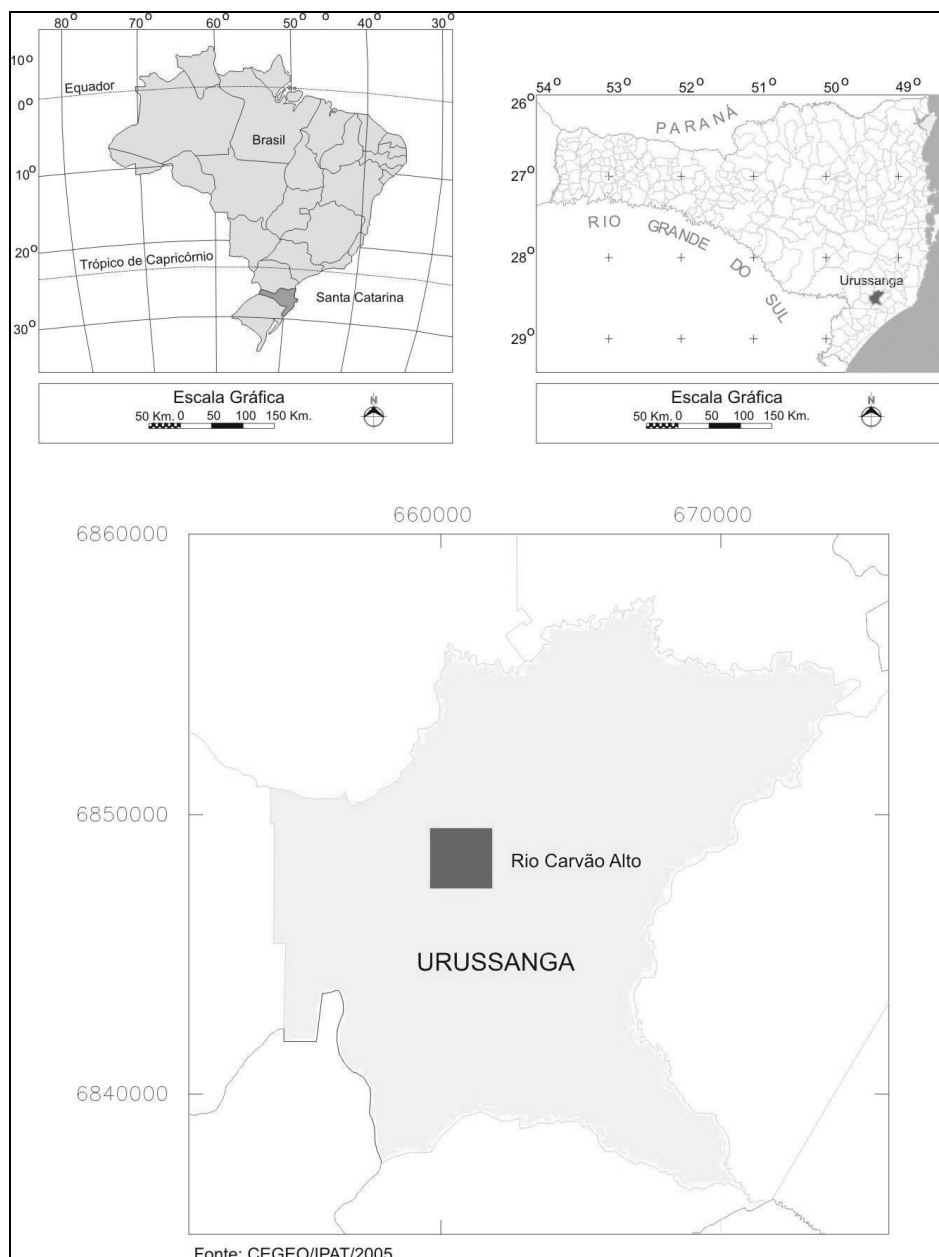 80° 70° 60° 50° 40° 30°
10°
Equador
0°
Brasil
10°
20°
Trópico de Capricórnio
Santa Catarina
30°
Escala Gráfica
50 Km. 0 50 100 150 Km.
N
54° 53° 52° 51° 50° 49°
26°
PARANÁ
27°
RIO GRANDE DO SUL
28°
Urussanga
29°
Escala Gráfica
50 Km. 0 50 100 150 Km.
N
660000 670000
6860000
6850000
Rio Carvão Alto
URUSSANGA
6840000
Fonte: CEGEO/IPAT/2005